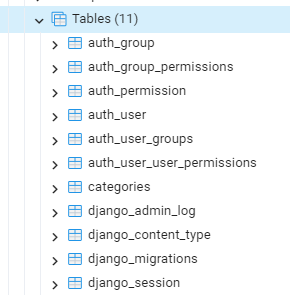 Tables (11)
auth_group
auth_group_permissions
auth_permission
auth_user
auth_user_groups
auth_user_user_permissions
categories
django_admin_log
django_content_type
django_migrations
django_session